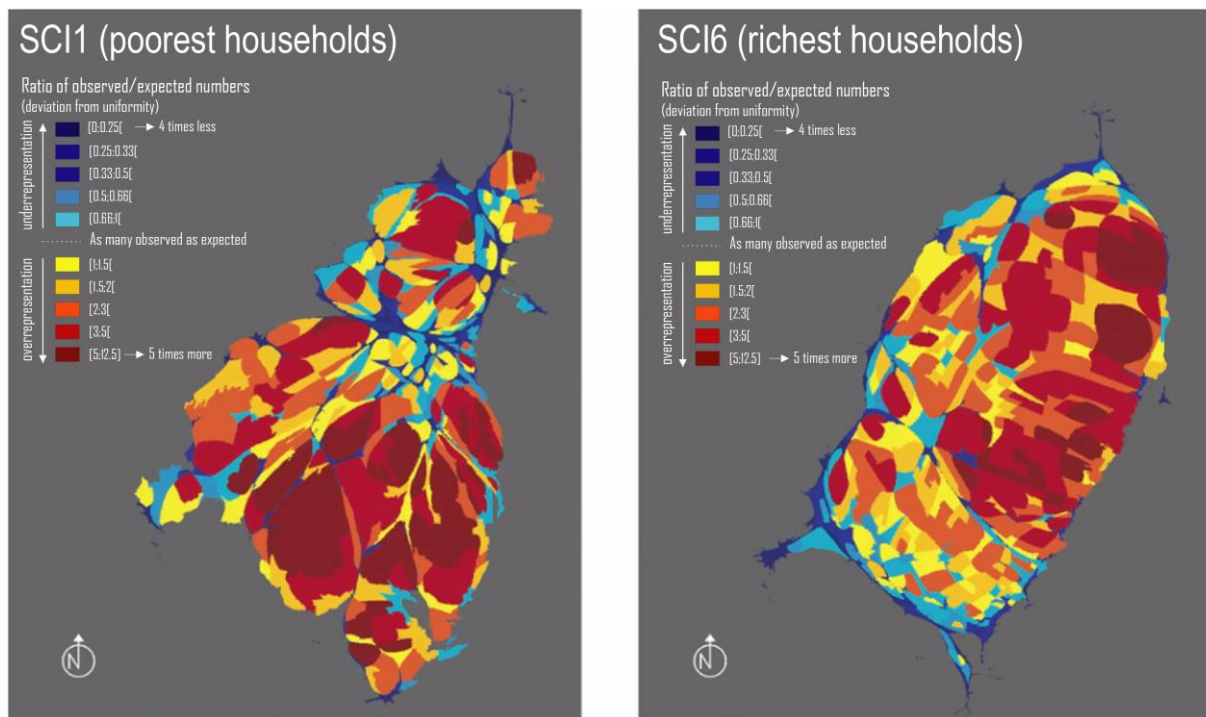 SCI1 (poorest households)
Ratio of observed/expected numbers
(deviation from uniformity)
underrepresentation
[0;0.25[ → 4 times less
[0.25;0.33[
[0.33;0.5[
[0.5;0.66[
[0.66;1[
As many observed as expected
overrepresentation
[1;1.5[
[1.5;2[
[2;3[
[3;5[
[5;12.5] → 5 times more
N
SCI6 (richest households)
Ratio of observed/expected numbers
(deviation from uniformity)
underrepresentation
[0;0.25[ → 4 times less
[0.25;0.33[
[0.33;0.5[
[0.5;0.66[
[0.66;1[
As many observed as expected
overrepresentation
[1;1.5[
[1.5;2[
[2;3[
[3;5[
[5;12.5] → 5 times more
N